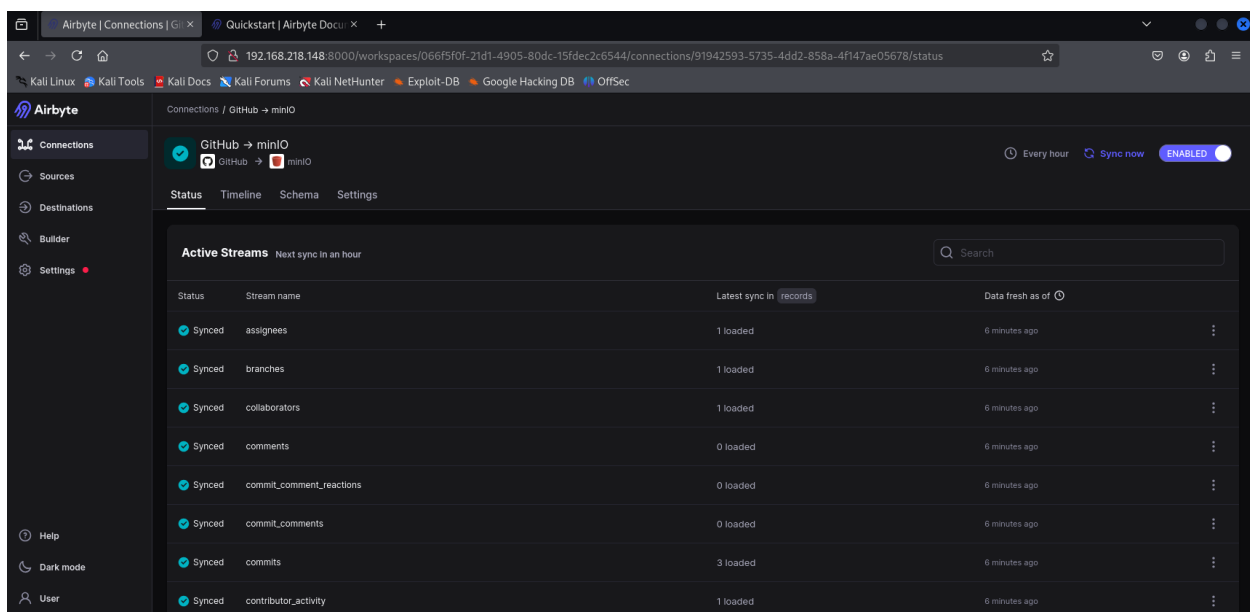 Airbyte | Connections | Gi
Quickstart | Airbyte Docu
192.168.218.148:8000/workspaces/066f5f0f-21d1-4905-80dc-15fdec2c6544/connections/91942593-5735-4dd2-858a-4f147ae05678/status
Kali Linux Kali Tools Kali Docs Kali Forums Kali NetHunter Exploit-DB Google Hacking DB OffSec
Airbyte
Connections
Sources
Destinations
Builder
Settings
Help
Dark mode
User
Connections / GitHub → minIO
GitHub → minIO
GitHub → minIO
Every hour Sync now ENABLED
Status Timeline Schema Settings
Active Streams Next sync in an hour
Search
Status Stream name Latest sync in records Data fresh as of
Synced assignees 1 loaded 6 minutes ago
Synced branches 1 loaded 6 minutes ago
Synced collaborators 1 loaded 6 minutes ago
Synced comments 0 loaded 6 minutes ago
Synced commit_comment_reactions 0 loaded 6 minutes ago
Synced commit_comments 0 loaded 6 minutes ago
Synced commits 3 loaded 6 minutes ago
Synced contributor_activity 1 loaded 6 minutes ago